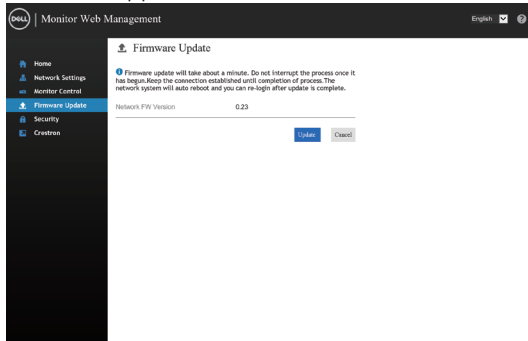 DELL | Monitor Web Management
English
Home
Network Settings
Monitor Control
Firmware Update
Security
Crestron
Firmware Update
Firmware update will take about a minute. Do not interrupt the process once it
has begun.Keep the connection established until completion of process.The
network system will auto reboot and you can re-login after update is complete.
Network FW Version 0.23
Update Cancel